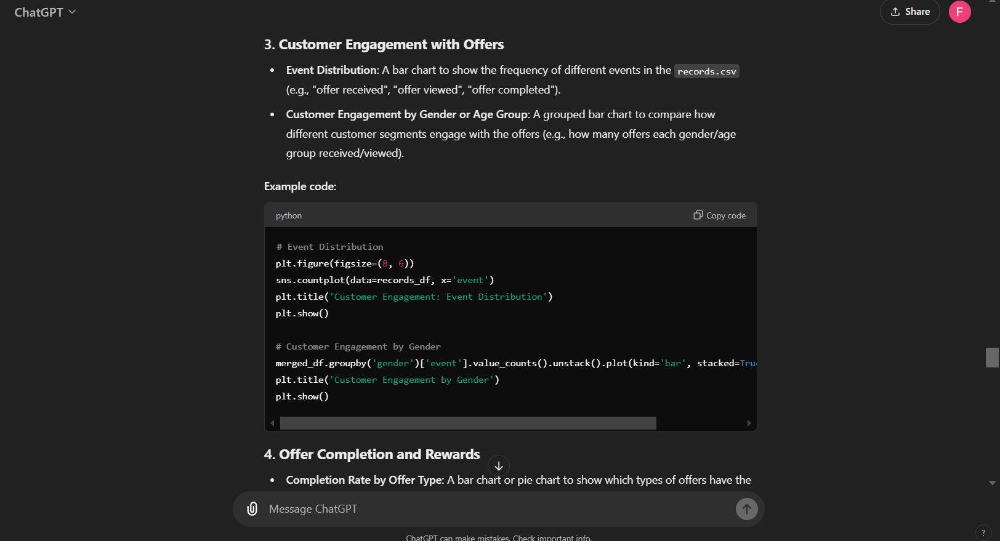 ChatGPT
Share
F
3. Customer Engagement with Offers
• Event Distribution: A bar chart to show the frequency of different events in the records.csv
(e.g., "offer received", "offer viewed", "offer completed").
• Customer Engagement by Gender or Age Group: A grouped bar chart to compare how
different customer segments engage with the offers (e.g., how many offers each gender/age
group received/viewed).
Example code:
python
Copy code
# Event Distribution
plt.figure(figsize=(8, 6))
sns.countplot(data=records_df, x='event')
plt.title('Customer Engagement: Event Distribution')
plt.show()
# Customer Engagement by Gender
merged_df.groupby('gender')['event'].value_counts().unstack().plot(kind='bar', stacked=Tru
plt.title('Customer Engagement by Gender')
plt.show()
4. Offer Completion and Rewards
• Completion Rate by Offer Type: A bar chart or pie chart to show which types of offers have the
Message ChatGPT
ChatGPT can make mistakes. Check important info.
?